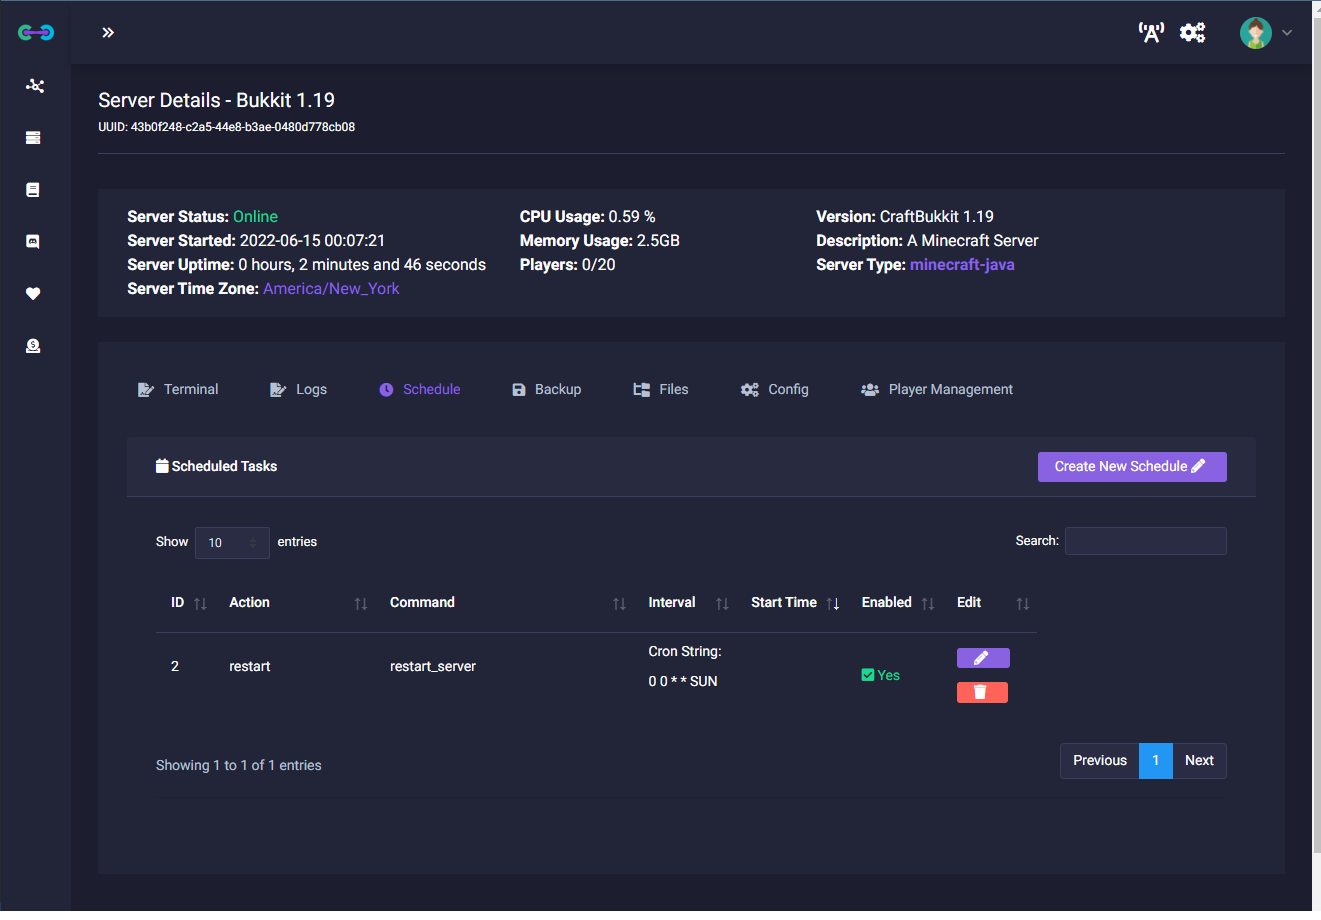 Server Details - Bukkit 1.19
UUID: 43b0f248-c2a5-44e8-b3ae-0480d778cb08
Server Status: Online
Server Started: 2022-06-15 00:07:21
Server Uptime: 0 hours, 2 minutes and 46 seconds
Server Time Zone: America/New_York
CPU Usage: 0.59 %
Memory Usage: 2.5GB
Players: 0/20
Version: CraftBukkit 1.19
Description: A Minecraft Server
Server Type: minecraft-java
Terminal Logs Schedule Backup Files Config Player Management
Scheduled Tasks Create New Schedule
Show 10 entries Search:
ID Action Command Interval Start Time Enabled Edit
2 restart restart_server Cron String:
0 0 * * SUN
Yes
Showing 1 to 1 of 1 entries Previous 1 Next